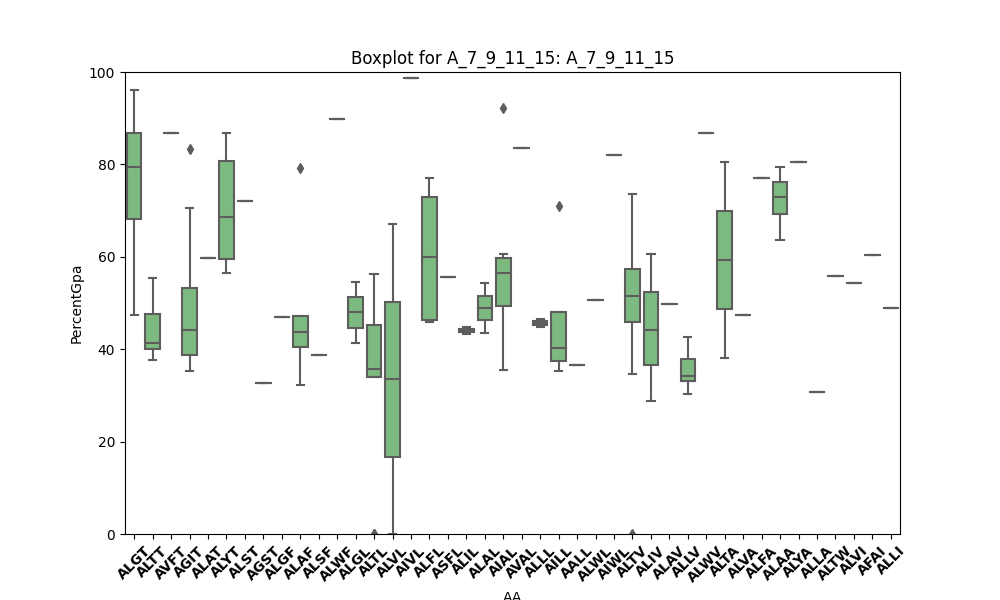 Boxplot for A_7_9_11_15: A_7_9_11_15
PercentGpa
100
80
60
40
20
0
ALGT
ALTT
AVFT
AGIT
ALAT
ALYT
ALST
AGST
ALGF
ALAF
ALSF
ALWF
ALGL
ALTL
ALVL
AIVL
ALFL
ASFL
ALIL
ALAL
AIAL
AVAL
ALLL
AILL
AALL
ALWL
AIWL
ALTV
ALIV
ALAV
ALLV
ALWV
ALTA
ALVA
ALFA
ALAA
ALYA
ALLA
ALTW
ALVI
AFAI
ALLI
AA